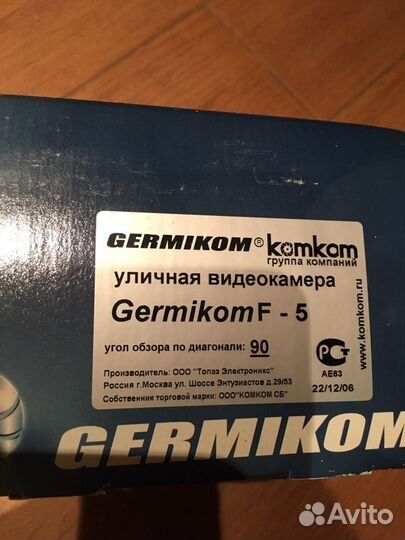 GERMIKOM® komkom
группа компаний
уличная видеокамера
Germikom F - 5
угол обзора по диагонали: 90
Производитель: ООО "Топаз Электроникс"
Россия г.Москва ул. Шоссе Энтузиастов д.29/53
Собственник торговой марки: ООО"КОМКОМ СБ"
РСТ
АЕ63
22/12/06
www.komkom.ru
GERMIKOM
Avito